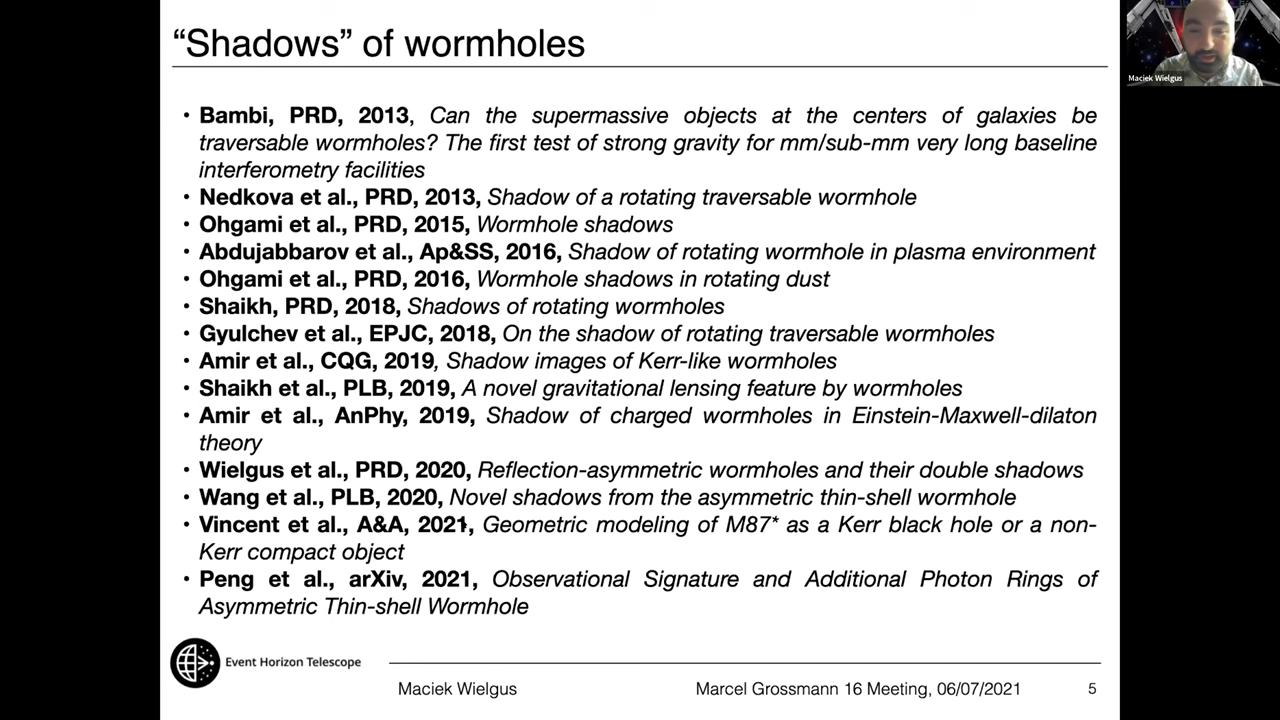 “Shadows” of wormholes
Maciek Wielgus
• Bambi, PRD, 2013, Can the supermassive objects at the centers of galaxies be
traversable wormholes? The first test of strong gravity for mm/sub-mm very long baseline
interferometry facilities
• Nedkova et al., PRD, 2013, Shadow of a rotating traversable wormhole
• Ohgami et al., PRD, 2015, Wormhole shadows
• Abdujabbarov et al., Ap&SS, 2016, Shadow of rotating wormhole in plasma environment
• Ohgami et al., PRD, 2016, Wormhole shadows in rotating dust
• Shaikh, PRD, 2018, Shadows of rotating wormholes
• Gyulchev et al., EPJC, 2018, On the shadow of rotating traversable wormholes
• Amir et al., CQG, 2019, Shadow images of Kerr-like wormholes
• Shaikh et al., PLB, 2019, A novel gravitational lensing feature by wormholes
• Amir et al., AnPhy, 2019, Shadow of charged wormholes in Einstein-Maxwell-dilaton
theory
• Wielgus et al., PRD, 2020, Reflection-asymmetric wormholes and their double shadows
• Wang et al., PLB, 2020, Novel shadows from the asymmetric thin-shell wormhole
• Vincent et al., A&A, 2021, Geometric modeling of M87* as a Kerr black hole or a non-
Kerr compact object
• Peng et al., arXiv, 2021, Observational Signature and Additional Photon Rings of
Asymmetric Thin-shell Wormhole
Event Horizon Telescope
Maciek Wielgus Marcel Grossmann 16 Meeting, 06/07/2021 5